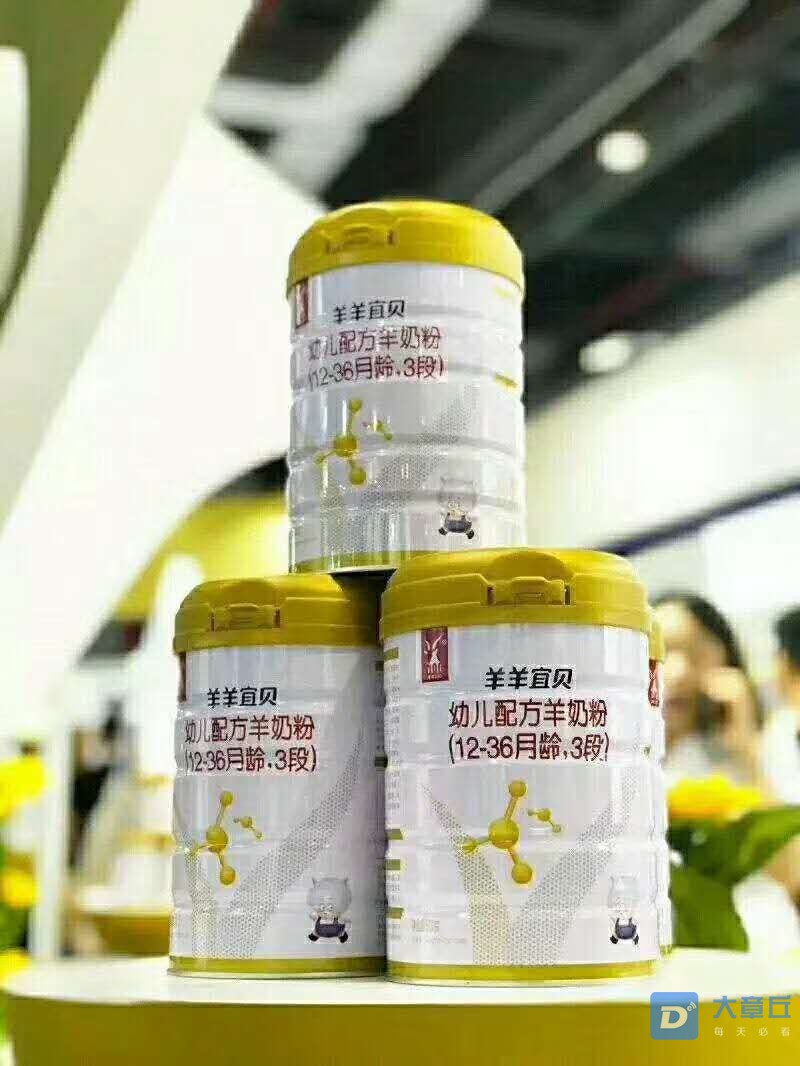 羊羊宜贝
幼儿配方羊奶粉
(12-36月龄,3段)
羊羊宜贝
幼儿配方羊奶粉
(12-36月龄,3段)
羊羊宜贝
幼儿配方羊奶粉
(12-36月龄,3段)
D 大章丘
每天必看